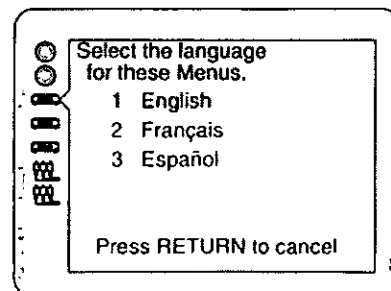 Select the language
for these Menus.
1 English
2 Français
3 Español
Press RETURN to cancel